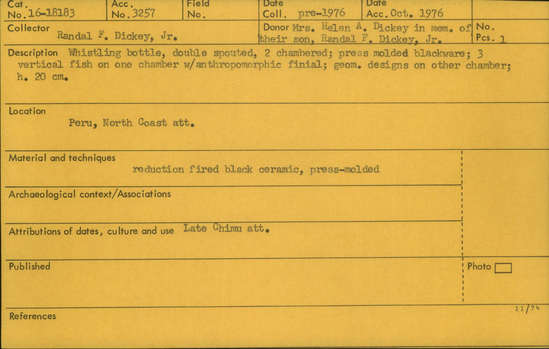 Cat. No. 16-18183 Acc. No. 3257 Field No. Date Coll. pre-1976 Date Acc. Oct. 1976
Collector Randal F. Dickey, Jr. Donor Mrs. Helen A. Dickey in mem. of their son, Randal F. Dickey, Jr. No. Pcs. 1
Description Whistling bottle, double spouted, 2 chambered; press molded blackware; 3
vertical fish on one chamber w/anthropomorphic finial; geom. designs on other chamber;
h. 20 cm.
Location
Peru, North Coast att.
Material and techniques
reduction fired black ceramic, press-molded
Archaeological context/Associations
Attributions of dates, culture and use Late Chimu att.
Published Photo
References